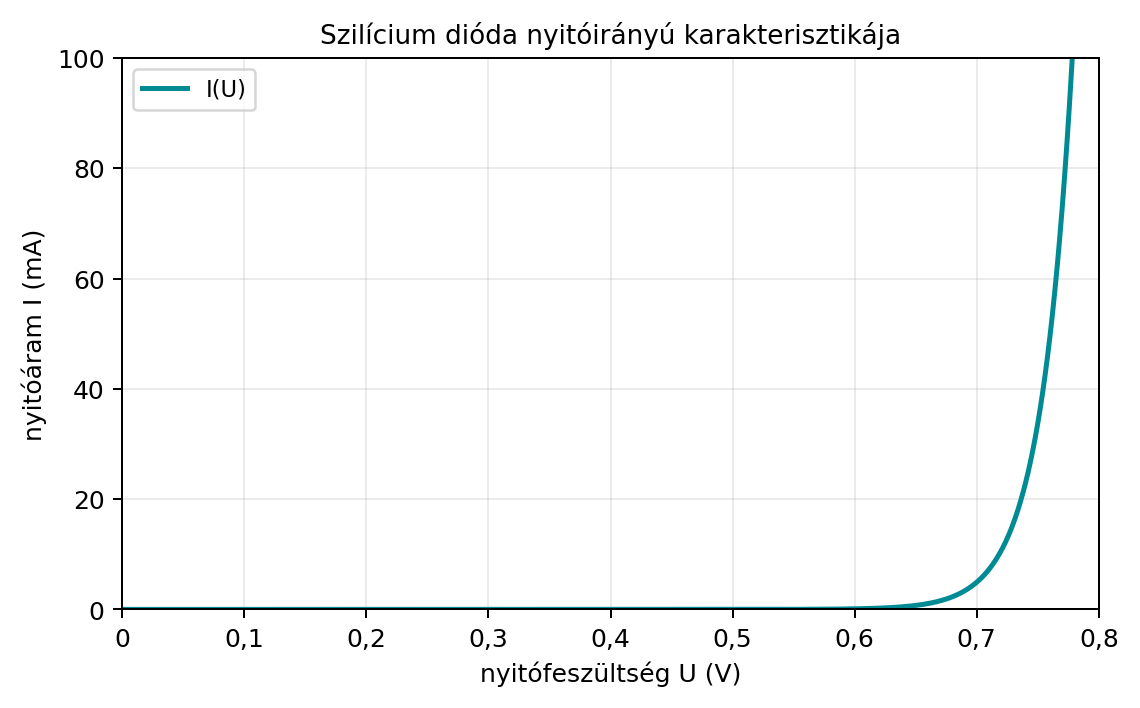 Szilícium dióda nyitóirányú karakterisztikája
I(U)
100
80
60
40
20
0
nyitóáram I (mA)
0 0,1 0,2 0,3 0,4 0,5 0,6 0,7 0,8
nyitófeszültség U (V)